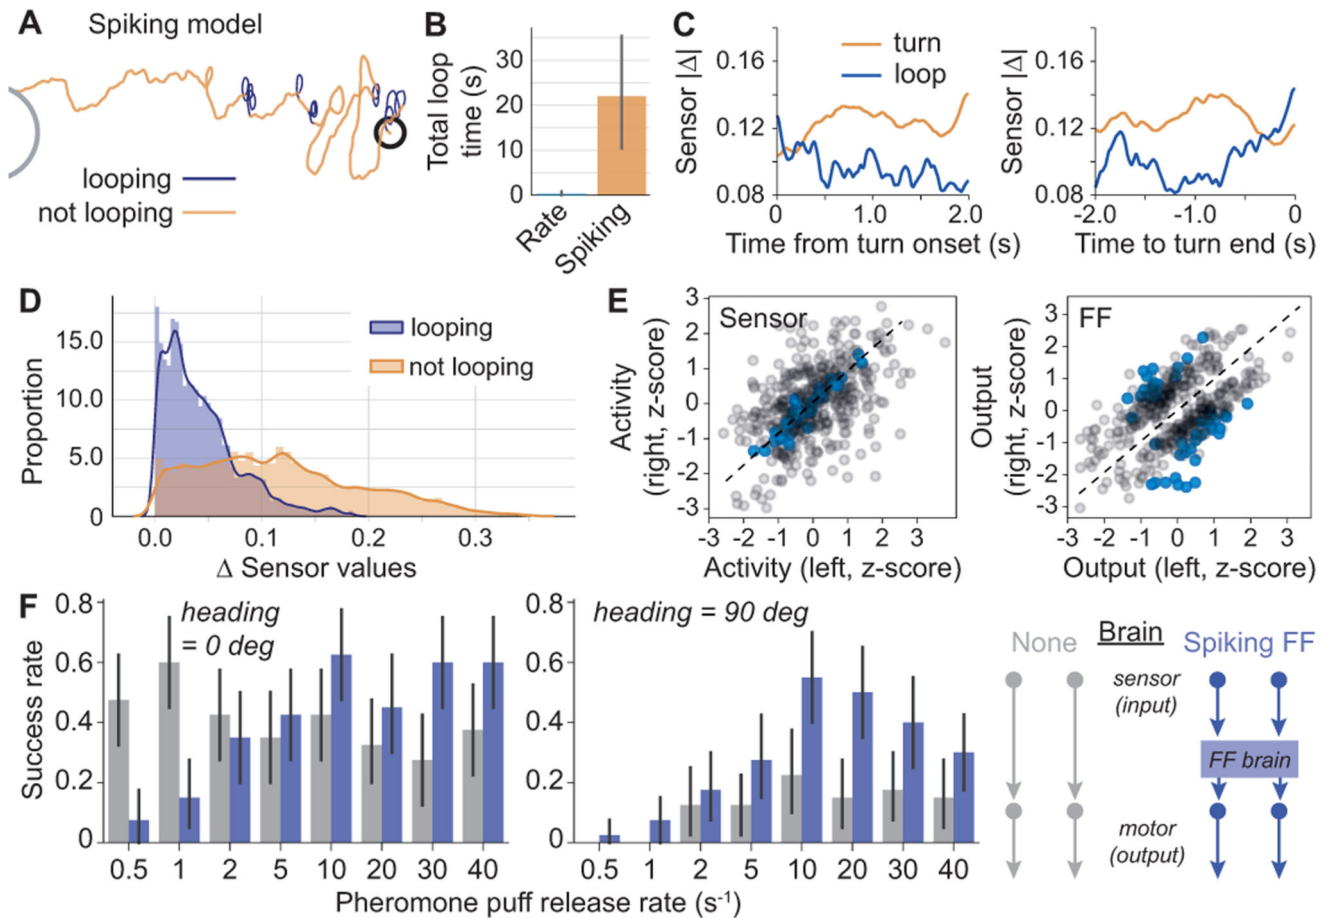 A
Spiking model
looping
not looping
B
Total loop
time (s)
30
20
10
0
Rate
Spiking
C
Sensor |Δ|
0.16
0.12
0.08
turn
loop
0
1.0
2.0
Time from turn onset (s)
Sensor |Δ|
0.16
0.12
0.08
-2.0
-1.0
0
Time to turn end (s)
D
Proportion
15.0
10.0
5.0
0
looping
not looping
0.0
0.1
0.2
0.3
Δ Sensor values
E
Activity
(right, z-score)
3
2
1
0
-1
-2
-3
Sensor
-3 -2 -1 0 1 2 3
Activity (left, z-score)
Output
(right, z-score)
3
2
1
0
-1
-2
-3
FF
-3 -2 -1 0 1 2 3
Output (left, z-score)
F
Success rate
0.8
0.6
0.4
0.2
0
heading
= 0 deg
0.5 1 2 5 10 20 30 40
0.8
0.6
0.4
0.2
0
heading = 90 deg
0.5 1 2 5 10 20 30 40
Pheromone puff release rate (s⁻¹)
None Brain Spiking FF
sensor
(input)
FF brain
motor
(output)